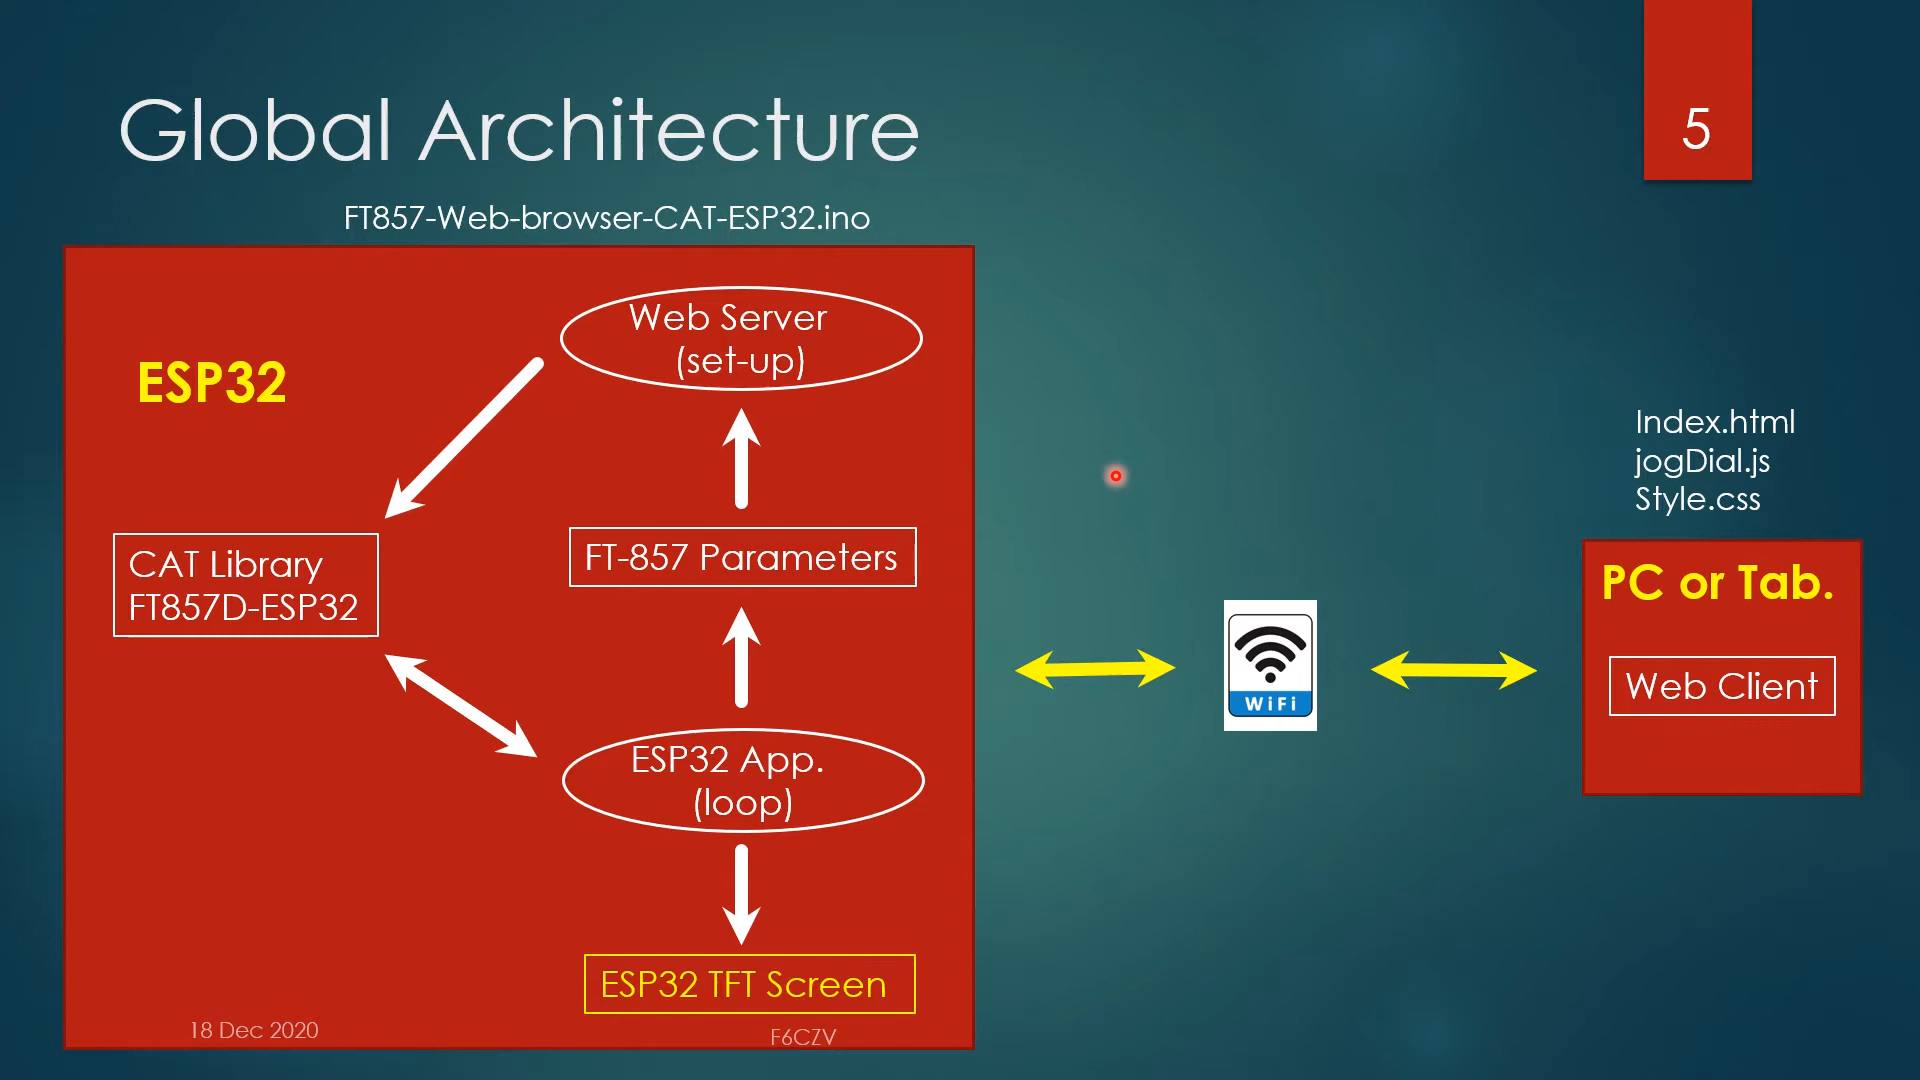 Global Architecture
5
FT857-Web-browser-CAT-ESP32.ino
Web Server
(set-up)
ESP32
CAT Library
FT857D-ESP32
FT-857 Parameters
ESP32 App.
(loop)
ESP32 TFT Screen
18 Dec 2020
F6CZV
WiFi
Index.html
jogDial.js
Style.css
PC or Tab.
Web Client